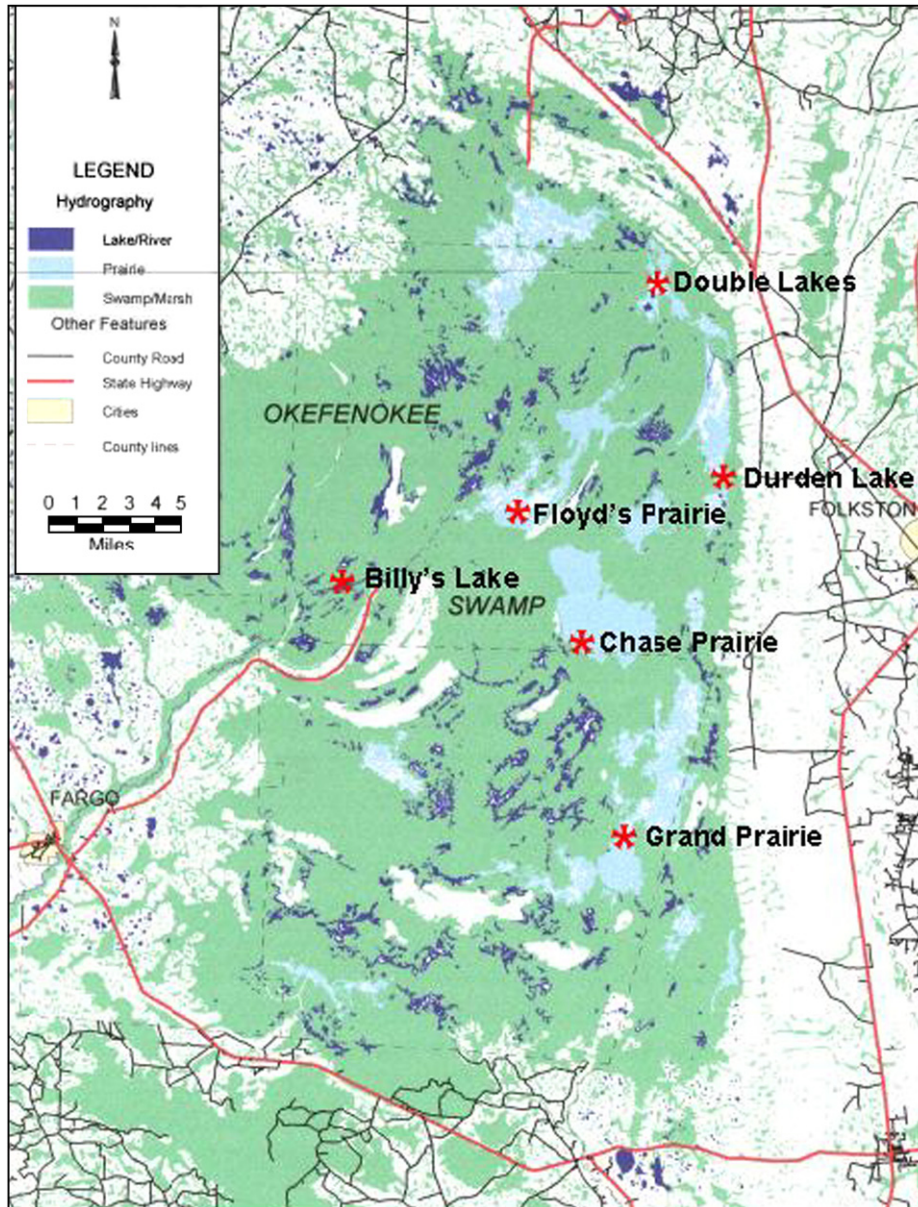 N
LEGEND
Hydrography
Lake/River
Prairie
Swamp/Marsh
Other Features
County Road
State Highway
Cities
County lines
0 1 2 3 4 5
Miles
Double Lakes
OKEFENOKEE
Durden Lake
Floyd's Prairie
FOLKSTON
Billy's Lake
SWAMP
Chase Prairie
FARGO
Grand Prairie